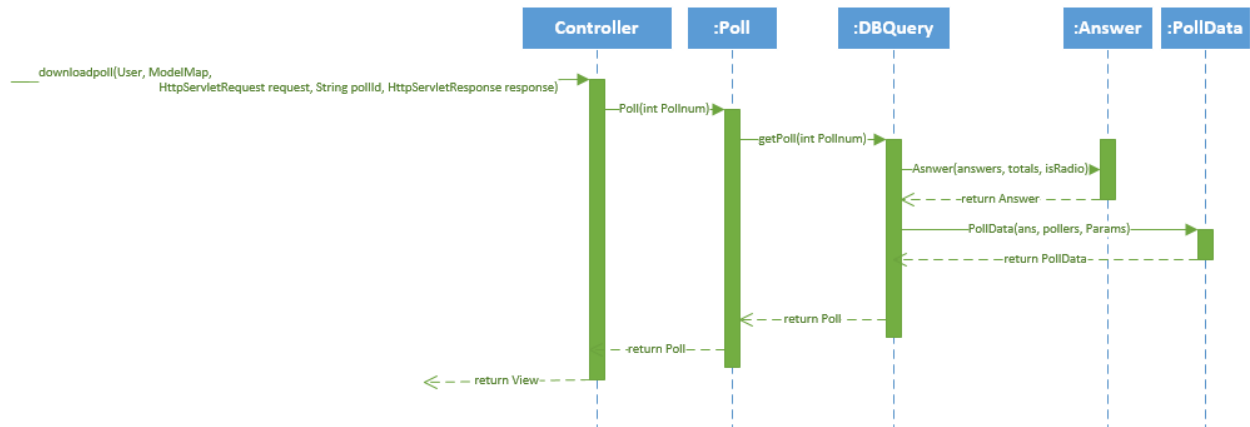 Controller
:Poll
:DBQuery
:Answer
:PollData
downloadpoll(User, ModelMap,
HttpServletRequest request, String pollId, HttpServletResponse response)
Poll(int Pollnum)
getPoll(int Pollnum)
Asnwer(answers, totals, isRadio)
return Answer
PollData(ans, pollers, Params)
return PollData
return Poll
return Poll
return View